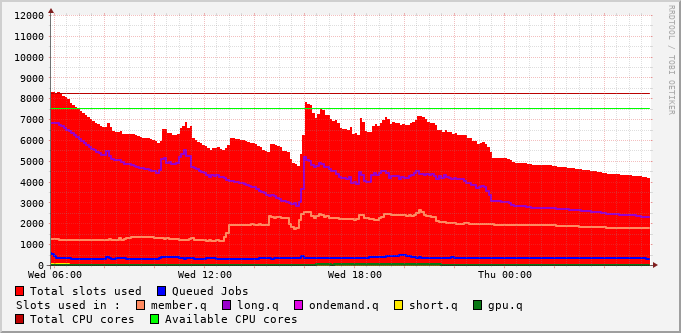 RRDTOOL / TOBI OETIKER
12000
11000
10000
9000
8000
7000
6000
5000
4000
3000
2000
1000
0
Wed 06:00 Wed 12:00 Wed 18:00 Thu 00:00
Total slots used Queued Jobs
Slots used in : member.q long.q ondemand.q short.q gpu.q
Total CPU cores Available CPU cores